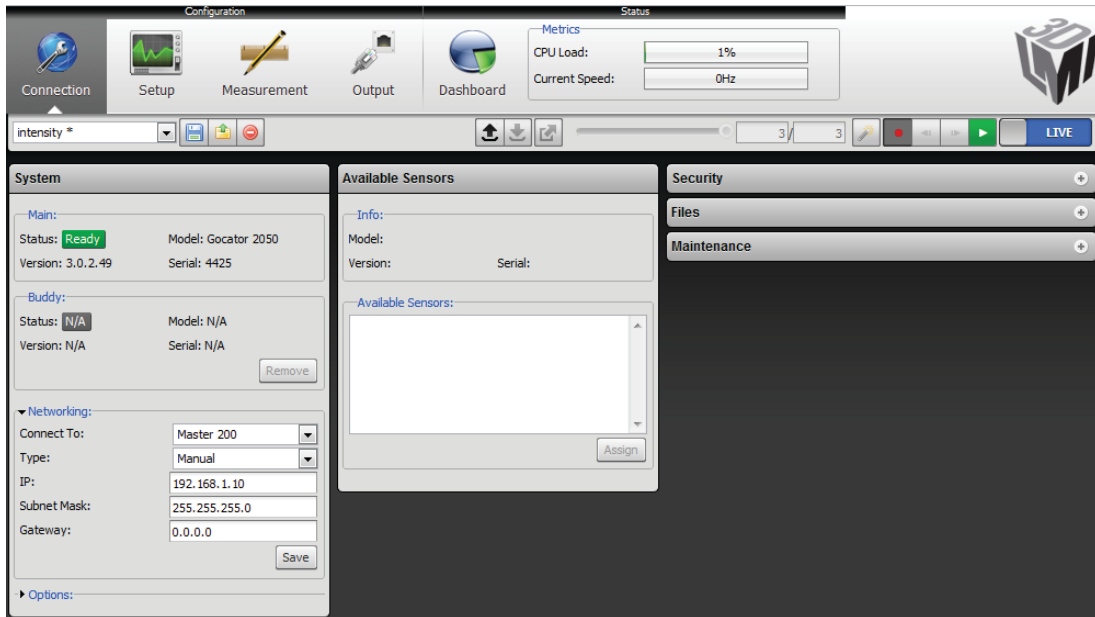 Configuration
Status
Connection
Setup
Measurement
Output
Dashboard
Metrics
CPU Load: 1%
Current Speed: 0Hz
3D
LMI
intensity *
3/ 3
LIVE
System
Main:
Status: Ready Model: Gocator 2050
Version: 3.0.2.49 Serial: 4425
Buddy:
Status: N/A Model: N/A
Version: N/A Serial: N/A
Remove
Networking:
Connect To: Master 200
Type: Manual
IP: 192.168.1.10
Subnet Mask: 255.255.255.0
Gateway: 0.0.0.0
Save
Options:
Available Sensors
Info:
Model:
Version: Serial:
Available Sensors:
Assign
Security
Files
Maintenance